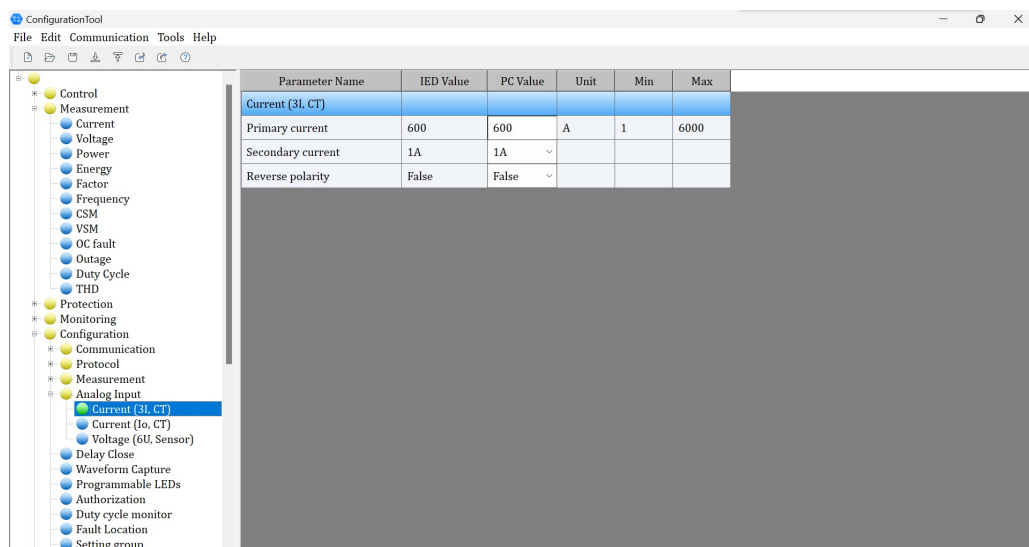 ConfigurationTool
File Edit Communication Tools Help
Control
Measurement
Current
Voltage
Power
Energy
Factor
Frequency
CSM
VSM
OC fault
Outage
Duty Cycle
THD
Protection
Monitoring
Configuration
Communication
Protocol
Measurement
Analog Input
Current (3I, CT)
Current (Io, CT)
Voltage (6U, Sensor)
Delay Close
Waveform Capture
Programmable LEDs
Authorization
Duty cycle monitor
Fault Location
Setting group
Parameter Name IED Value PC Value Unit Min Max
Current (3I, CT)
Primary current 600 600 A 1 6000
Secondary current 1A 1A
Reverse polarity False False